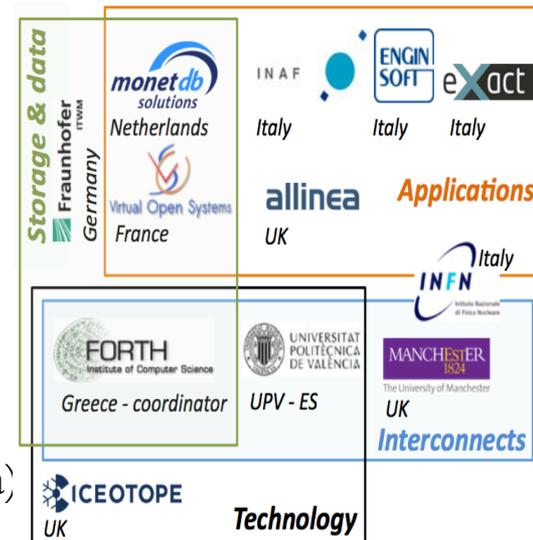 Storage & data
Fraunhofer
ITWM
Germany
monetdb
solutions
Netherlands
Virtual Open Systems
France
INAF
Italy
ENGIN
SOFT
Italy
eXact
Italy
allinea
UK
Applications
INFN
Istituto Nazionale
di Fisica Nucleare
Italy
FORTH
Institute of Computer Science
Greece - coordinator
UNIVERSITAT
POLITÈCNICA
DE VALÈNCIA
UPV - ES
MANCHESTER
1824
The University of Manchester
UK
Interconnects
a)
ICEOTOPE
UK
Technology